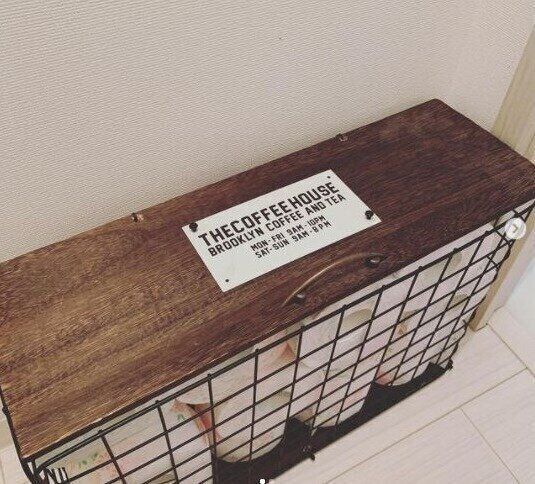 THECOFFEEHOUSE
BROOKLYN COFFEE AND TEA
MON-FRI 9AM-10PM
SAT-SUN 9AM-8PM